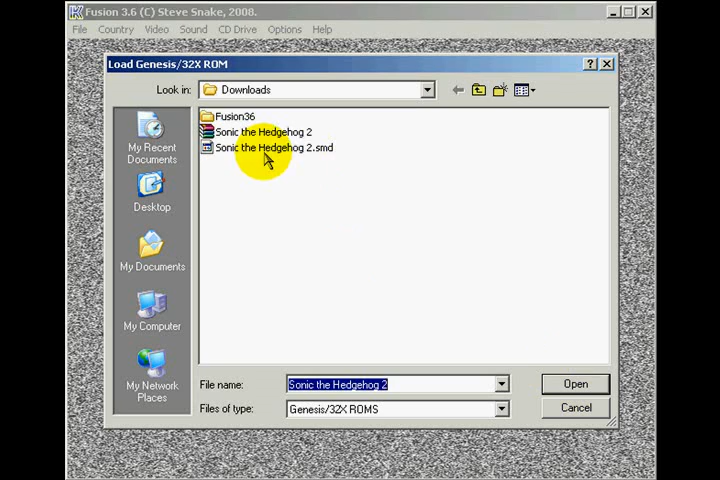 Fusion 3.6 (C) Steve Snake, 2008.
File Country Video Sound CD Drive Options Help
Load Genesis/32X ROM
Look in: Downloads
Fusion36
Sonic the Hedgehog 2
Sonic the Hedgehog 2.smd
My Recent
Documents
Desktop
My Documents
My Computer
My Network
Places
File name: Sonic the Hedgehog 2
Open
Files of type: Genesis/32X ROMS
Cancel